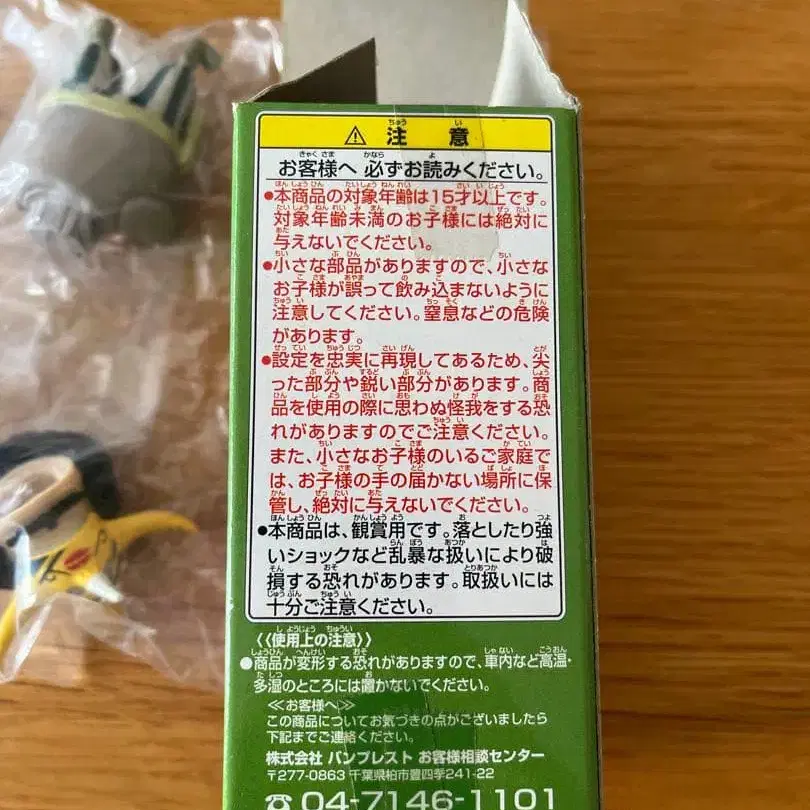 ⚠ 注意
お客様へ 必ずお読みください。
●本商品の対象年齢は15才以上です。
対象年齢未満のお子様には絶対に
与えないでください。
●小さな部品がありますので、小さな
お子様が誤って飲み込まないように
注意してください。窒息などの危険
があります。
●設定を忠実に再現してあるため、尖
った部分や鋭い部分があります。商
品を使用の際に思わぬ怪我をする恐
れがありますのでご注意ください。
また、小さなお子様のいるご家庭で
は、お子様の手の届かない場所に保
管し、絶対に与えないでください。
●本商品は、観賞用です。落としたり強
いショックなど乱暴な扱いにより破
損する恐れがあります。取扱いには
十分ご注意ください。
《使用上の注意》
●商品が変形する恐れがありますので、車内など高温・
多湿のところには置かないでください。
≪お客様へ≫
この商品についてお気づきの点がございましたら
下記までご連絡ください。
株式会社 バンプレスト お客様相談センター
〒277-0863 千葉県柏市豊四季241-22
☎ 04-7146-1101